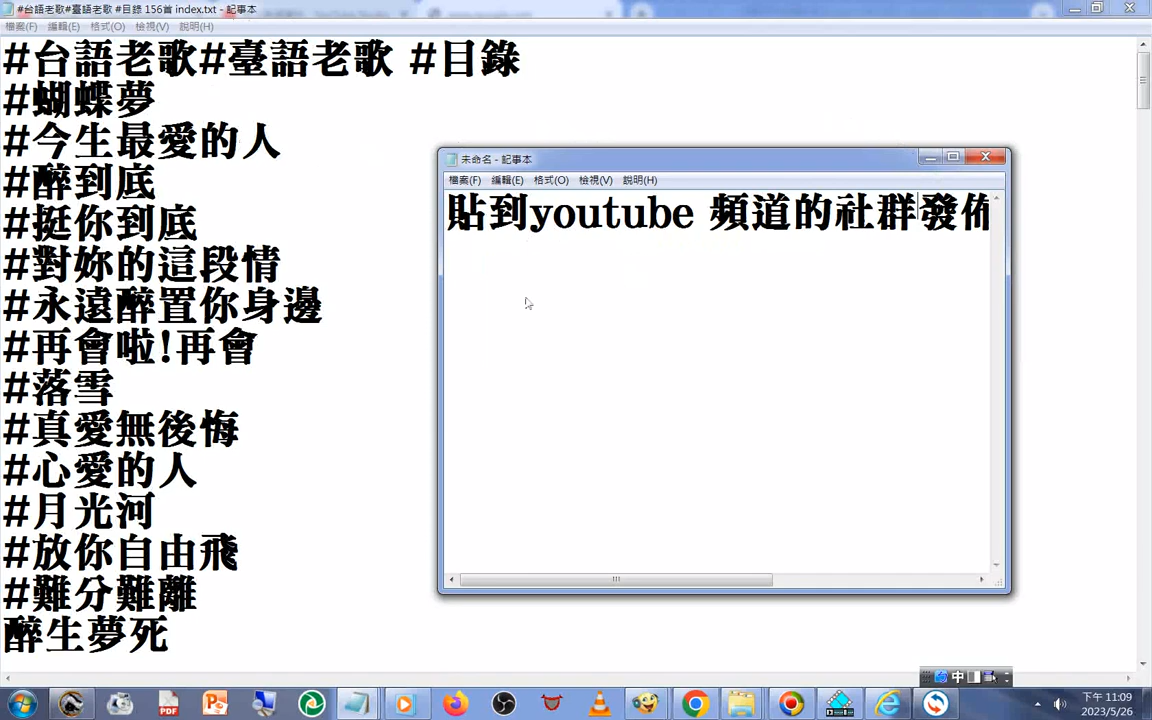 #台語老歌#臺語老歌 #目錄 156首 index.txt - 記事本
檔案(F) 編輯(E) 格式(O) 檢視(V) 說明(H)
#台語老歌#臺語老歌 #目錄
#蝴蝶夢
#今生最愛的人
#醉到底
#挺你到底
#對妳的這段情
#永遠醉置你身邊
#再會啦!再會
#落雪
#真愛無後悔
#心愛的人
#月光河
#放你自由飛
#難分難離
醉生夢死
未命名 - 記事本
檔案(F) 編輯(E) 格式(O) 檢視(V) 說明(H)
貼到youtube 頻道的社群發佈
中
PDF
下午 11:09
2023/5/26